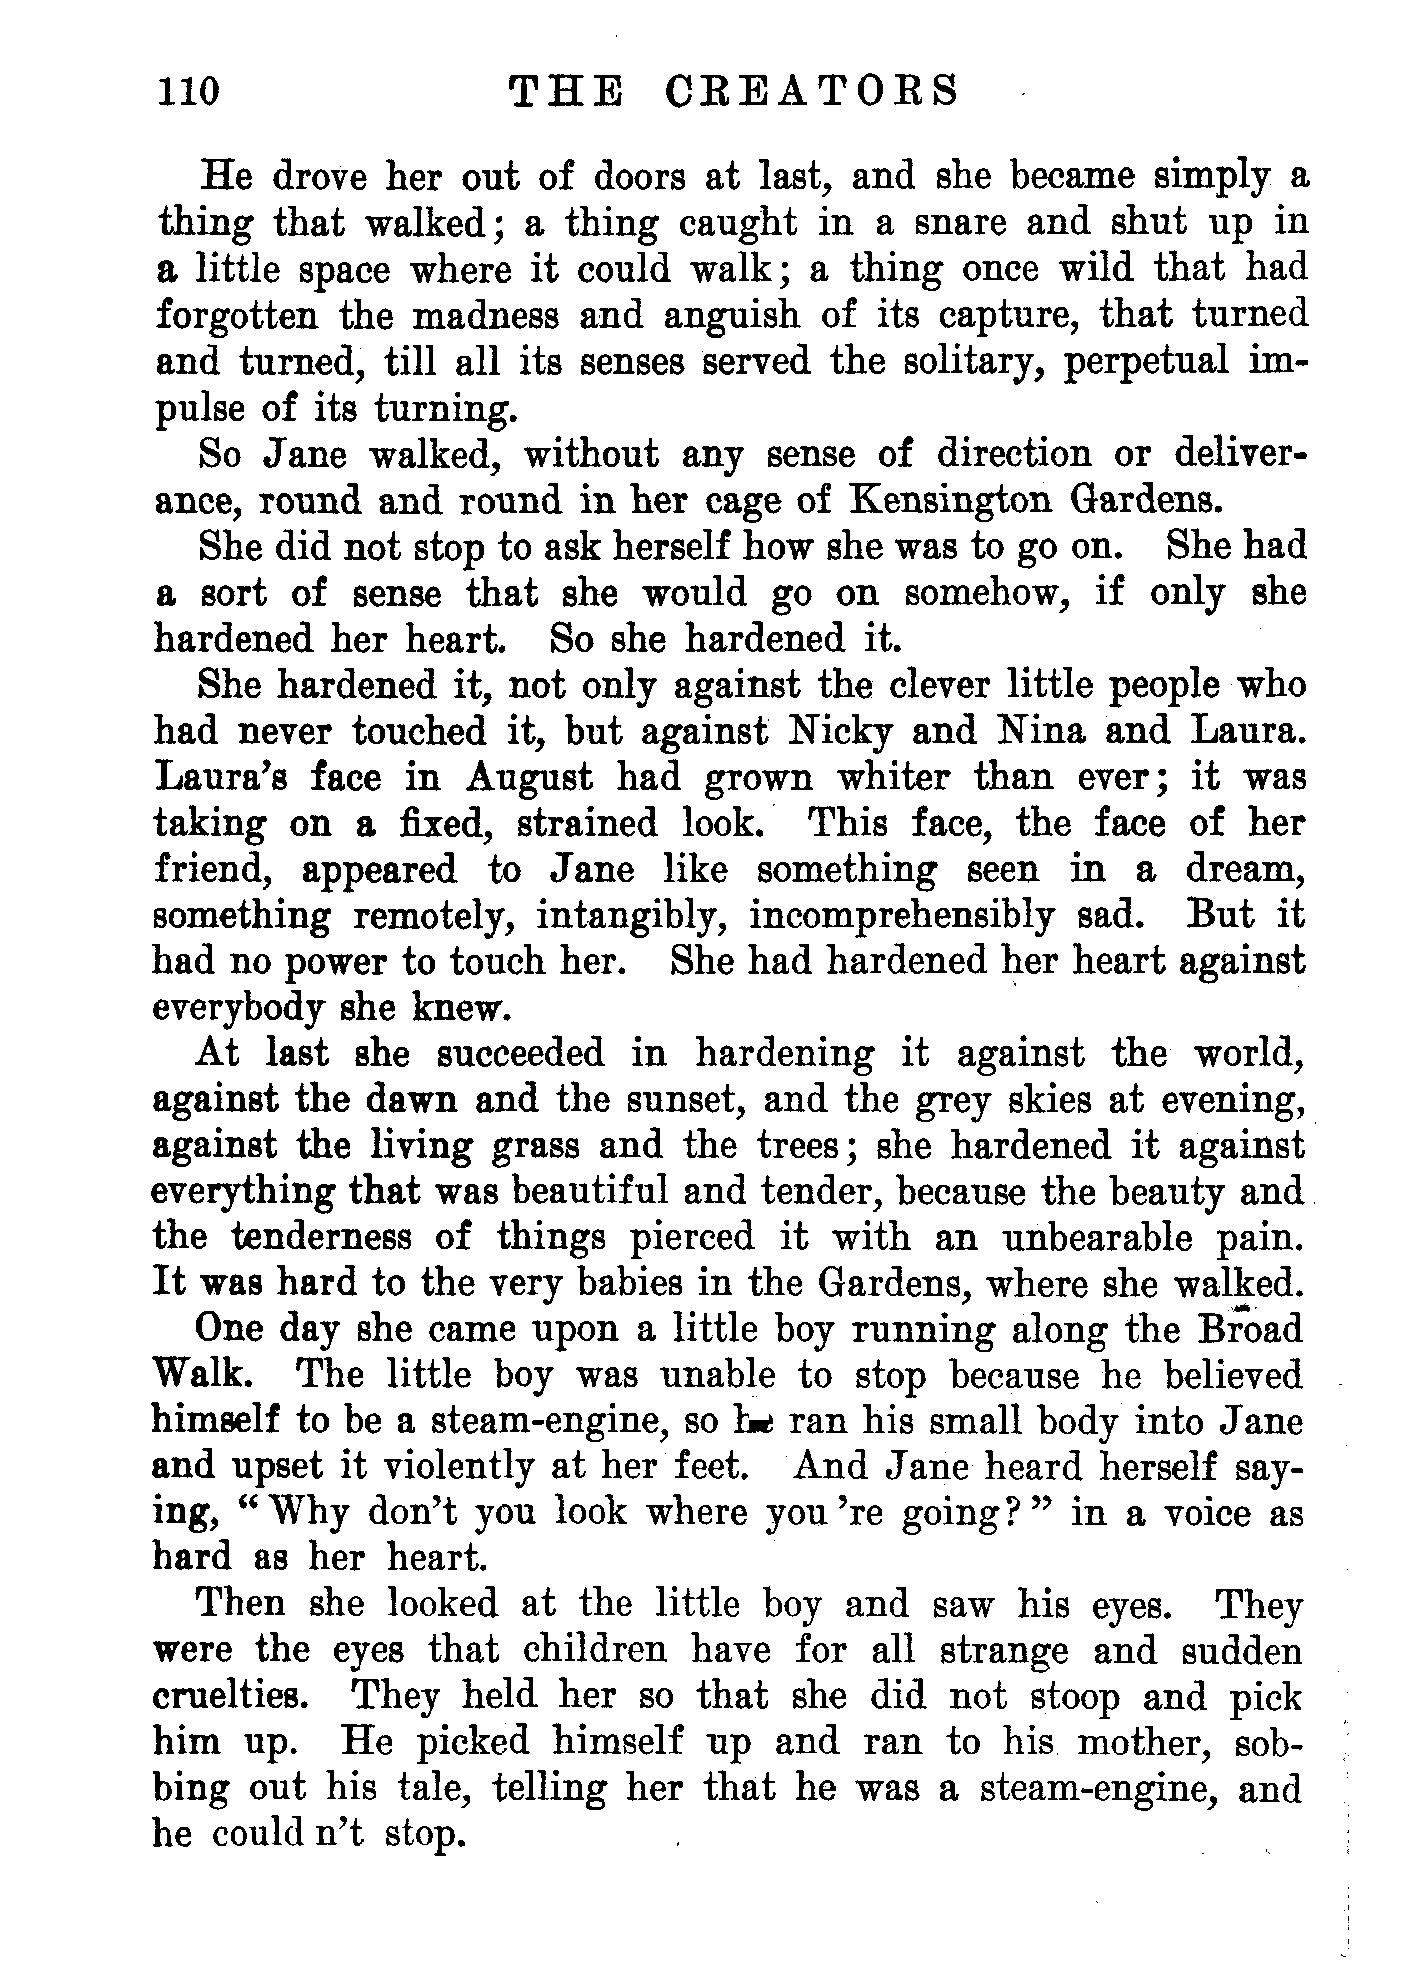 110 THE CREATORS
He drove her out of doors at last, and she became simply a
thing that walked; a thing caught in a snare and shut up in
a little space where it could walk; a thing once wild that had
forgotten the madness and anguish of its capture, that turned
and turned, till all its senses served the solitary, perpetual im-
pulse of its turning.
So Jane walked, without any sense of direction or deliver-
ance, round and round in her cage of Kensington Gardens.
She did not stop to ask herself how she was to go on. She had
a sort of sense that she would go on somehow, if only she
hardened her heart. So she hardened it.
She hardened it, not only against the clever little people who
had never touched it, but against Nicky and Nina and Laura.
Laura's face in August had grown whiter than ever; it was
taking on a fixed, strained look. This face, the face of her
friend, appeared to Jane like something seen in a dream,
something remotely, intangibly, incomprehensibly sad. But it
had no power to touch her. She had hardened her heart against
everybody she knew.
At last she succeeded in hardening it against the world,
against the dawn and the sunset, and the grey skies at evening,
against the living grass and the trees; she hardened it against
everything that was beautiful and tender, because the beauty and
the tenderness of things pierced it with an unbearable pain.
It was hard to the very babies in the Gardens, where she walked.
One day she came upon a little boy running along the Broad
Walk. The little boy was unable to stop because he believed
himself to be a steam-engine, so he ran his small body into Jane
and upset it violently at her feet. And Jane heard herself say-
ing, "Why don't you look where you 're going?" in a voice as
hard as her heart.
Then she looked at the little boy and saw his eyes. They
were the eyes that children have for all strange and sudden
cruelties. They held her so that she did not stoop and pick
him up. He picked himself up and ran to his mother, sob-
bing out his tale, telling her that he was a steam-engine, and
he could n't stop.